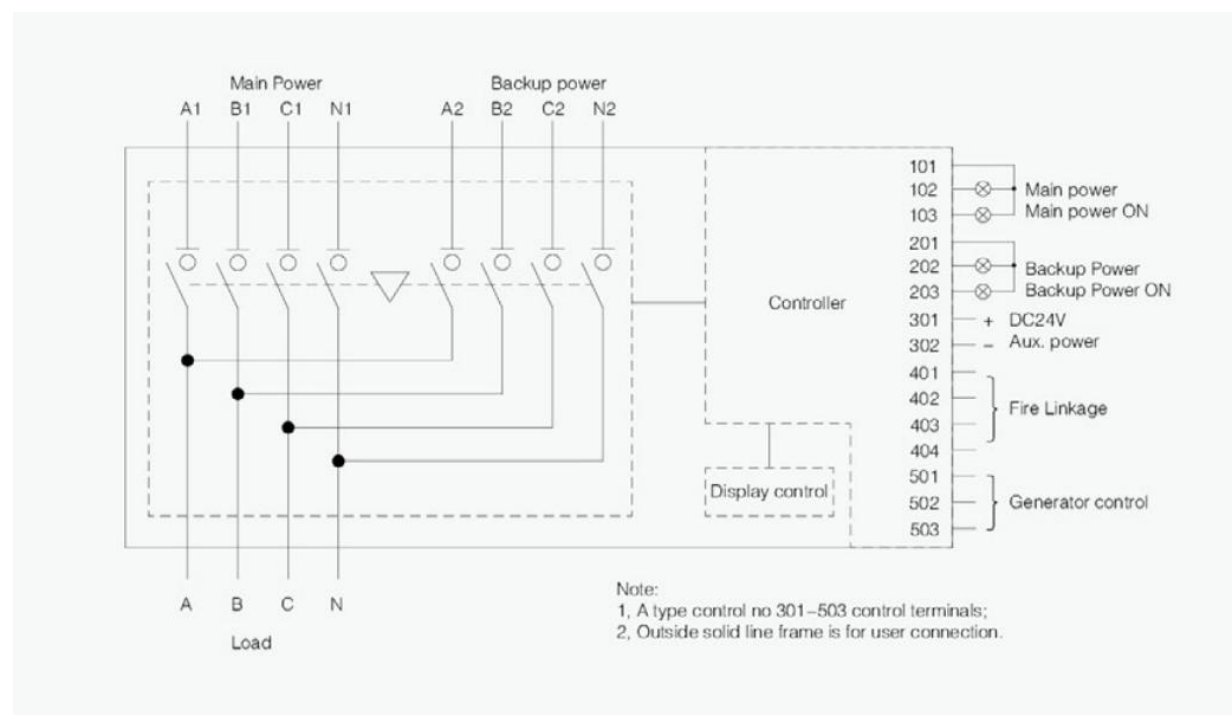 Main Power
Backup power
A1 B1 C1 N1 A2 B2 C2 N2
101
102 Main power
103 Main power ON
201
202 Backup Power
203 Backup Power ON
Controller
301 + DC24V
302 – Aux. power
401
402
Fire Linkage
403
404
Display control
501
502 Generator control
503
A B C N
Load
Note:
1, A type control no 301–503 control terminals;
2, Outside solid line frame is for user connection.